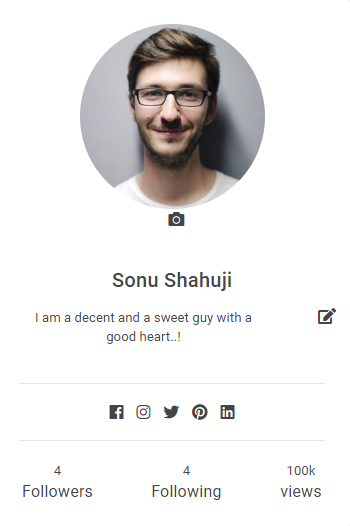 Sonu Shahuji
I am a decent and a sweet guy with a
good heart..!
4 4 100k
Followers Following views